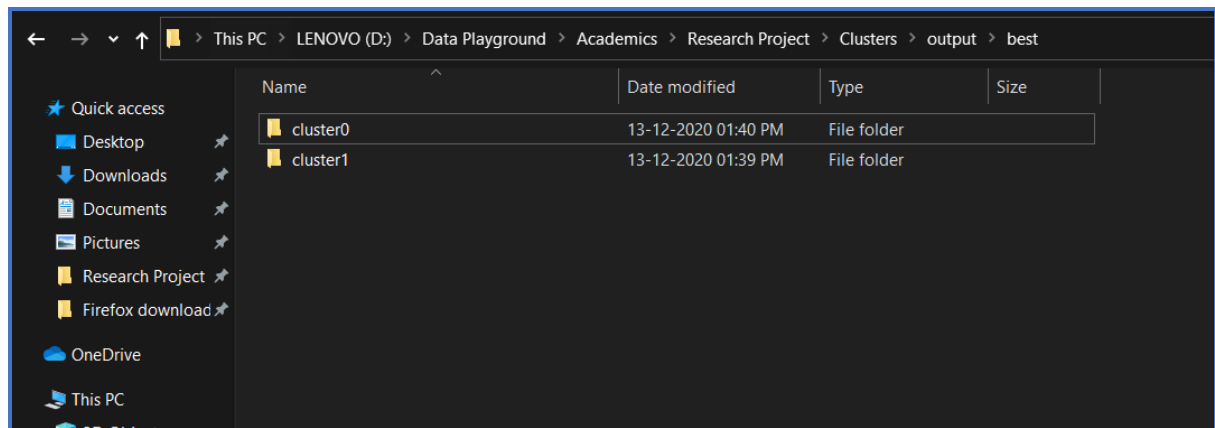 This PC > LENOVO (D:) > Data Playground > Academics > Research Project > Clusters > output > best
Name Date modified Type Size
Quick access
Desktop
Downloads
Documents
Pictures
Research Project
Firefox download
OneDrive
This PC
cluster0 13-12-2020 01:40 PM File folder
cluster1 13-12-2020 01:39 PM File folder